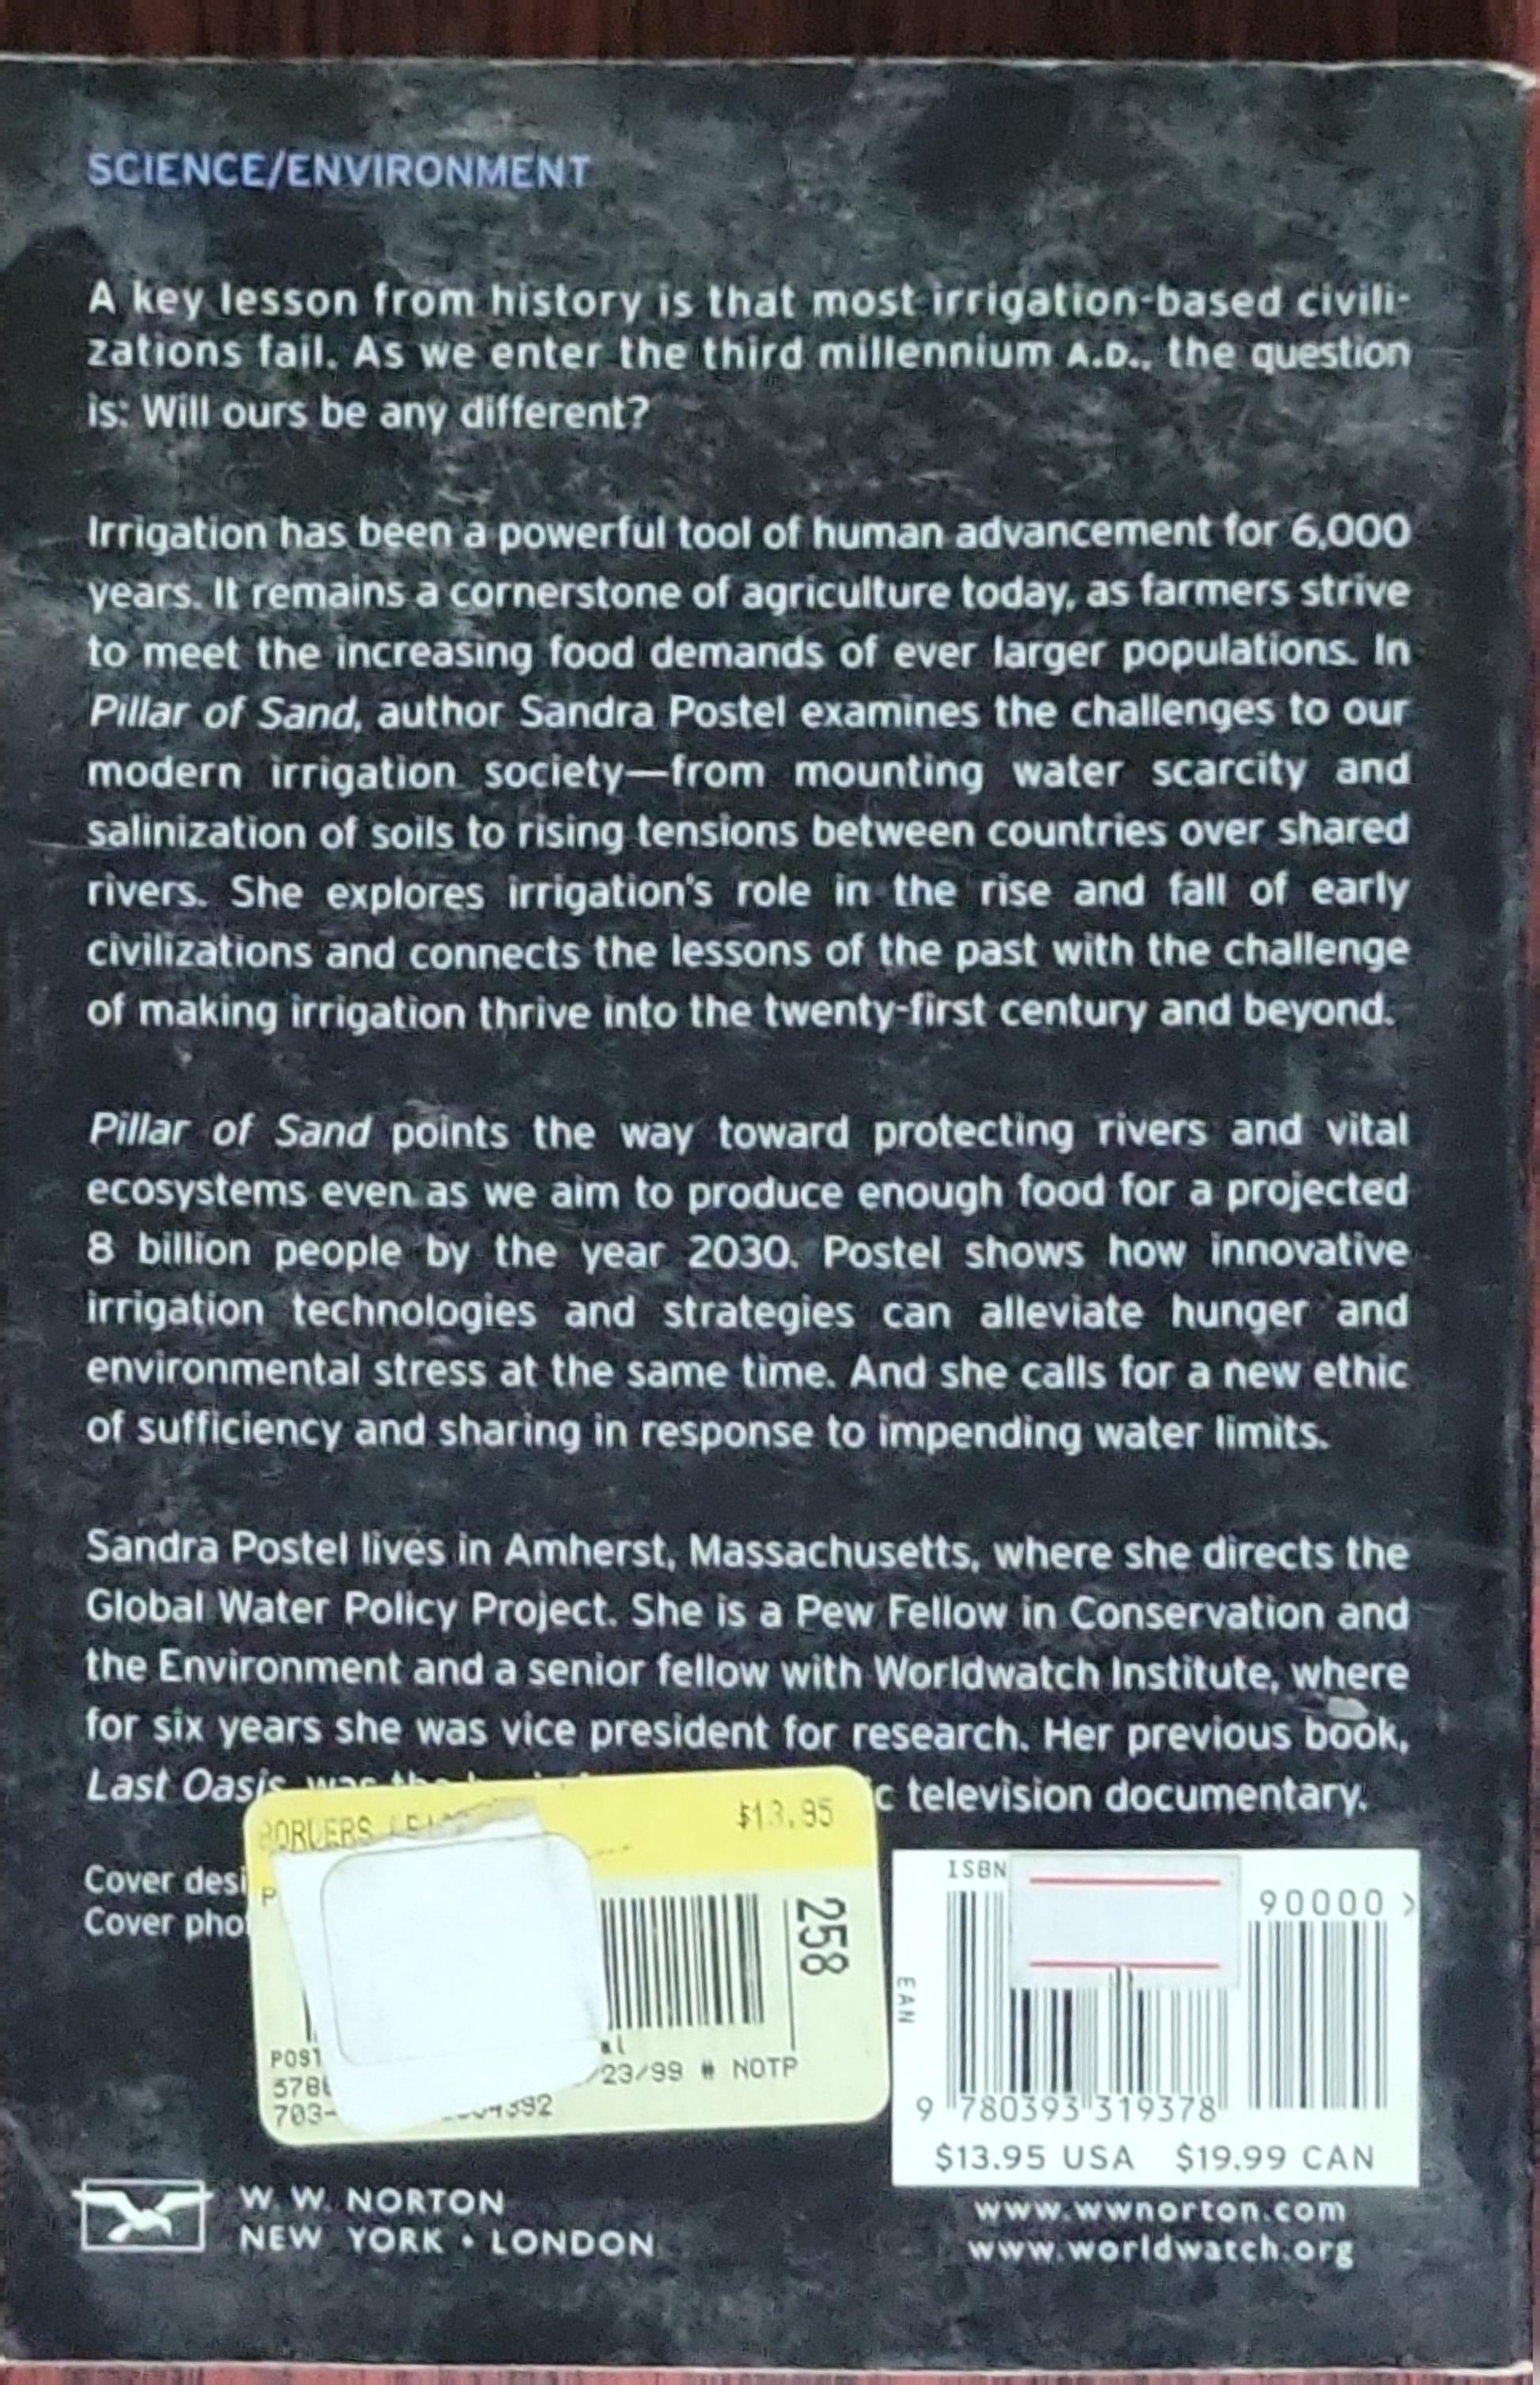 SCIENCE/ENVIRONMENT
A key lesson from history is that most irrigation-based civili-
zations fail. As we enter the third millennium A.D., the question
is: Will ours be any different?
Irrigation has been a powerful tool of human advancement for 6,000
years. It remains a cornerstone of agriculture today, as farmers strive
to meet the increasing food demands of ever larger populations. In
Pillar of Sand, author Sandra Postel examines the challenges to our
modern irrigation society—from mounting water scarcity and
salinization of soils to rising tensions between countries over shared
rivers. She explores irrigation's role in the rise and fall of early
civilizations and connects the lessons of the past with the challenge
of making irrigation thrive into the twenty-first century and beyond.
Pillar of Sand points the way toward protecting rivers and vital
ecosystems even as we aim to produce enough food for a projected
8 billion people by the year 2030. Postel shows how innovative
irrigation technologies and strategies can alleviate hunger and
environmental stress at the same time. And she calls for a new ethic
of sufficiency and sharing in response to impending water limits.
Sandra Postel lives in Amherst, Massachusetts, where she directs the
Global Water Policy Project. She is a Pew Fellow in Conservation and
the Environment and a senior fellow with Worldwatch Institute, where
for six years she was vice president for research. Her previous book,
Last Oasis, was the television documentary.
BORDERS $13.95
Cover
Cover
258
23/99 # NOTP
703-
ISBN
90000 >
EAN
9 780393 319378
$13.95 USA $19.99 CAN
W. W. NORTON
NEW YORK • LONDON
www.wwnorton.com
www.worldwatch.org